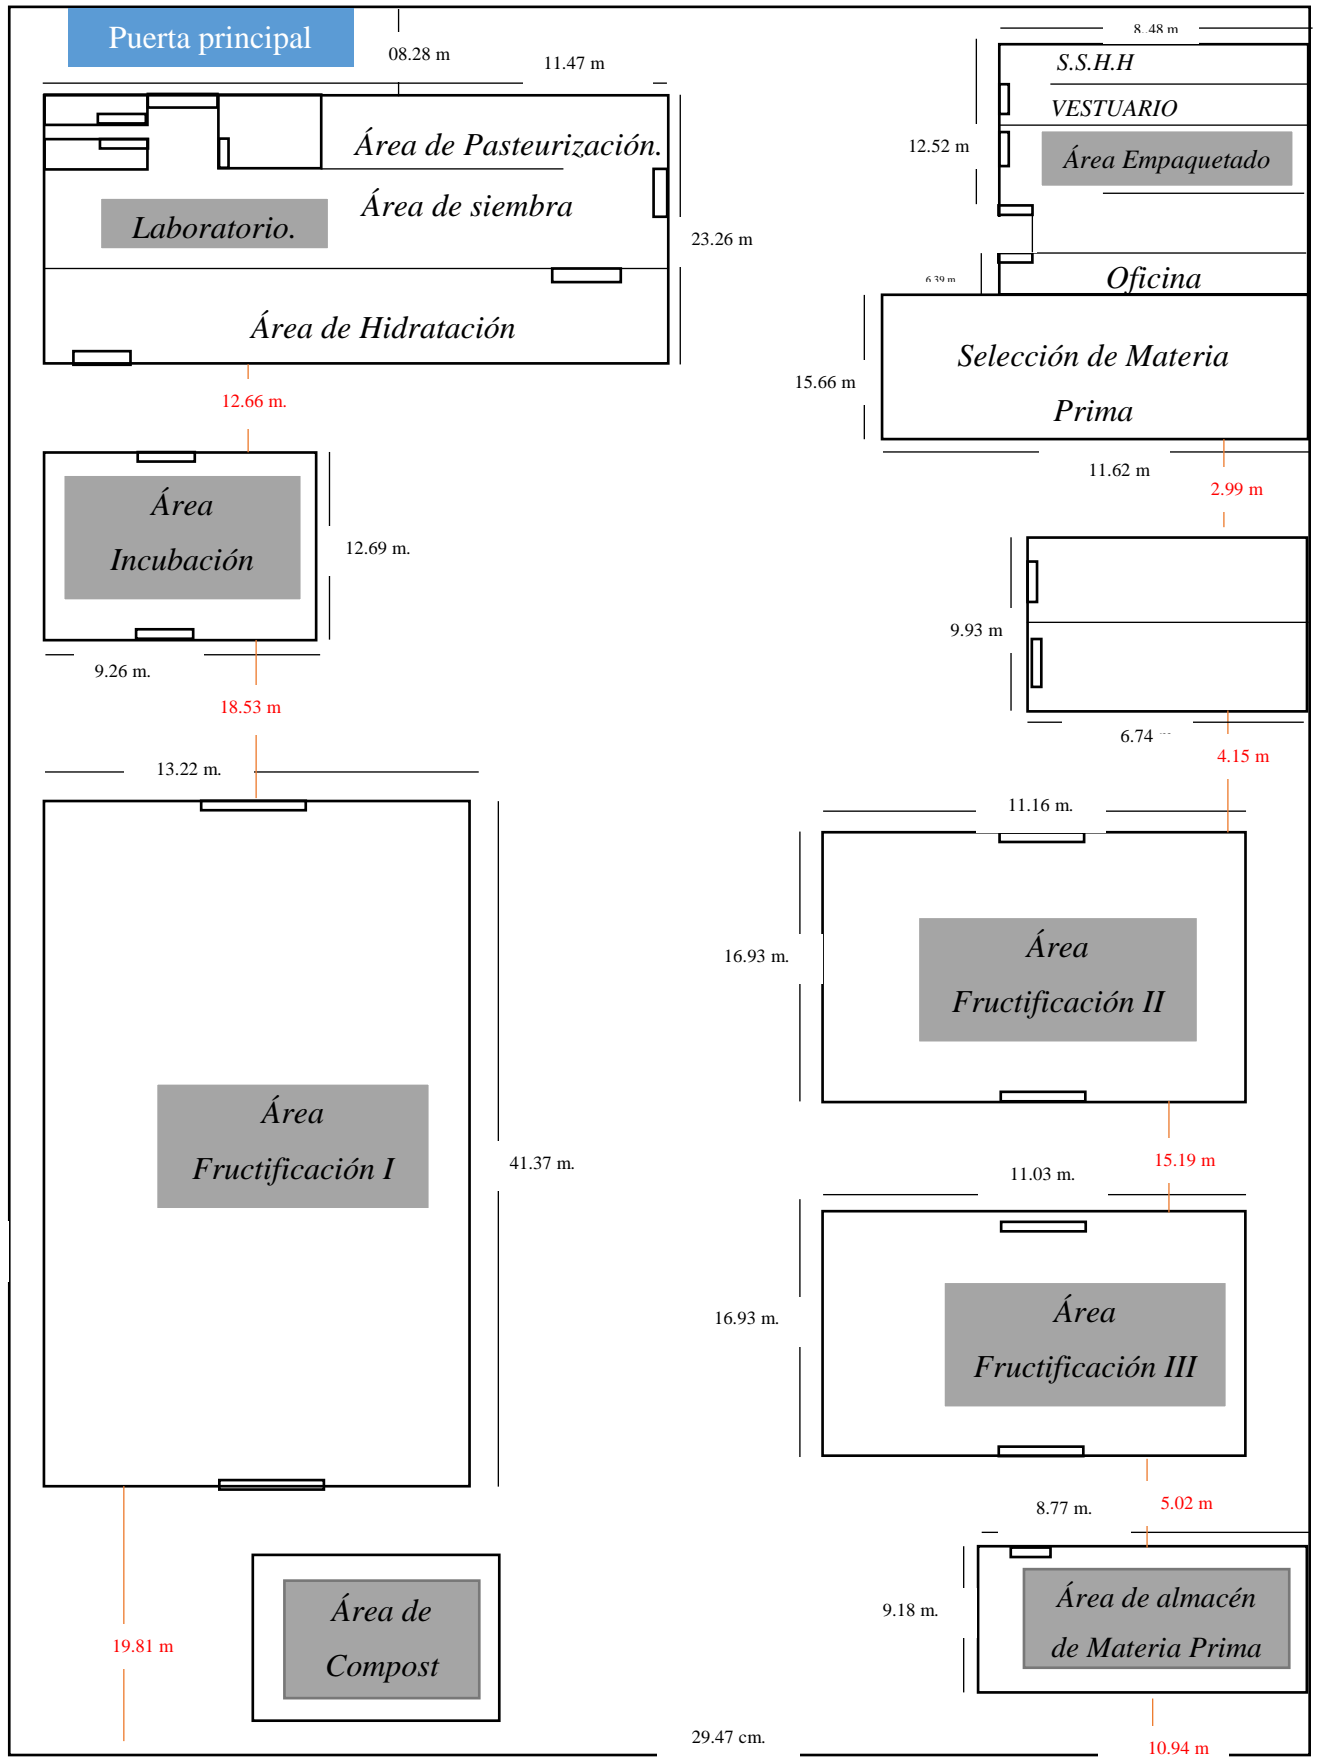 Puerta principal
08.28 m
11.47 m
8..48 m
S.S.H.H
VESTUARIO
12.52 m
Área Empaquetado
Área de Pasteurización.
Área de siembra
Laboratorio.
23.26 m
6.39 m
Oficina
Área de Hidratación
Selección de Materia
Prima
15.66 m
12.66 m.
11.62 m
2.99 m
Área
Incubación
12.69 m.
9.93 m
9.26 m.
18.53 m
6.74
4.15 m
13.22 m.
11.16 m.
16.93 m.
Área
Fructificación II
Área
Fructificación I
41.37 m.
15.19 m
11.03 m.
16.93 m.
Área
Fructificación III
5.02 m
8.77 m.
9.18 m.
Área de almacén
de Materia Prima
Área de
Compost
19.81 m
29.47 cm.
10.94 m